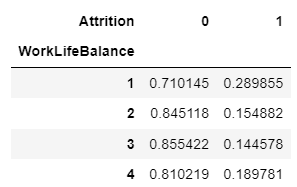 Attrition 0 1
WorkLifeBalance
1 0.710145 0.289855
2 0.845118 0.154882
3 0.855422 0.144578
4 0.810219 0.189781